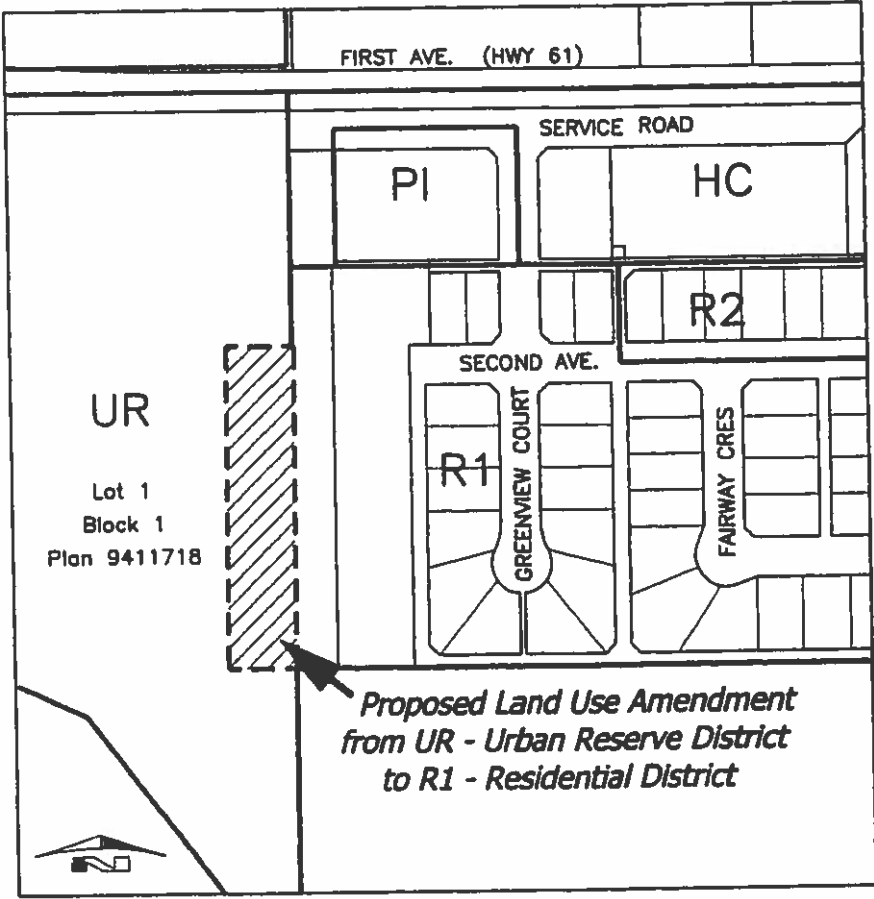 FIRST AVE. (HWY 61)
SERVICE ROAD
PI
HC
R2
SECOND AVE.
UR
Lot 1
Block 1
Plan 9411718
R1
GREENVIEW COURT
FAIRWAY CRES
Proposed Land Use Amendment
from UR - Urban Reserve District
to R1 - Residential District